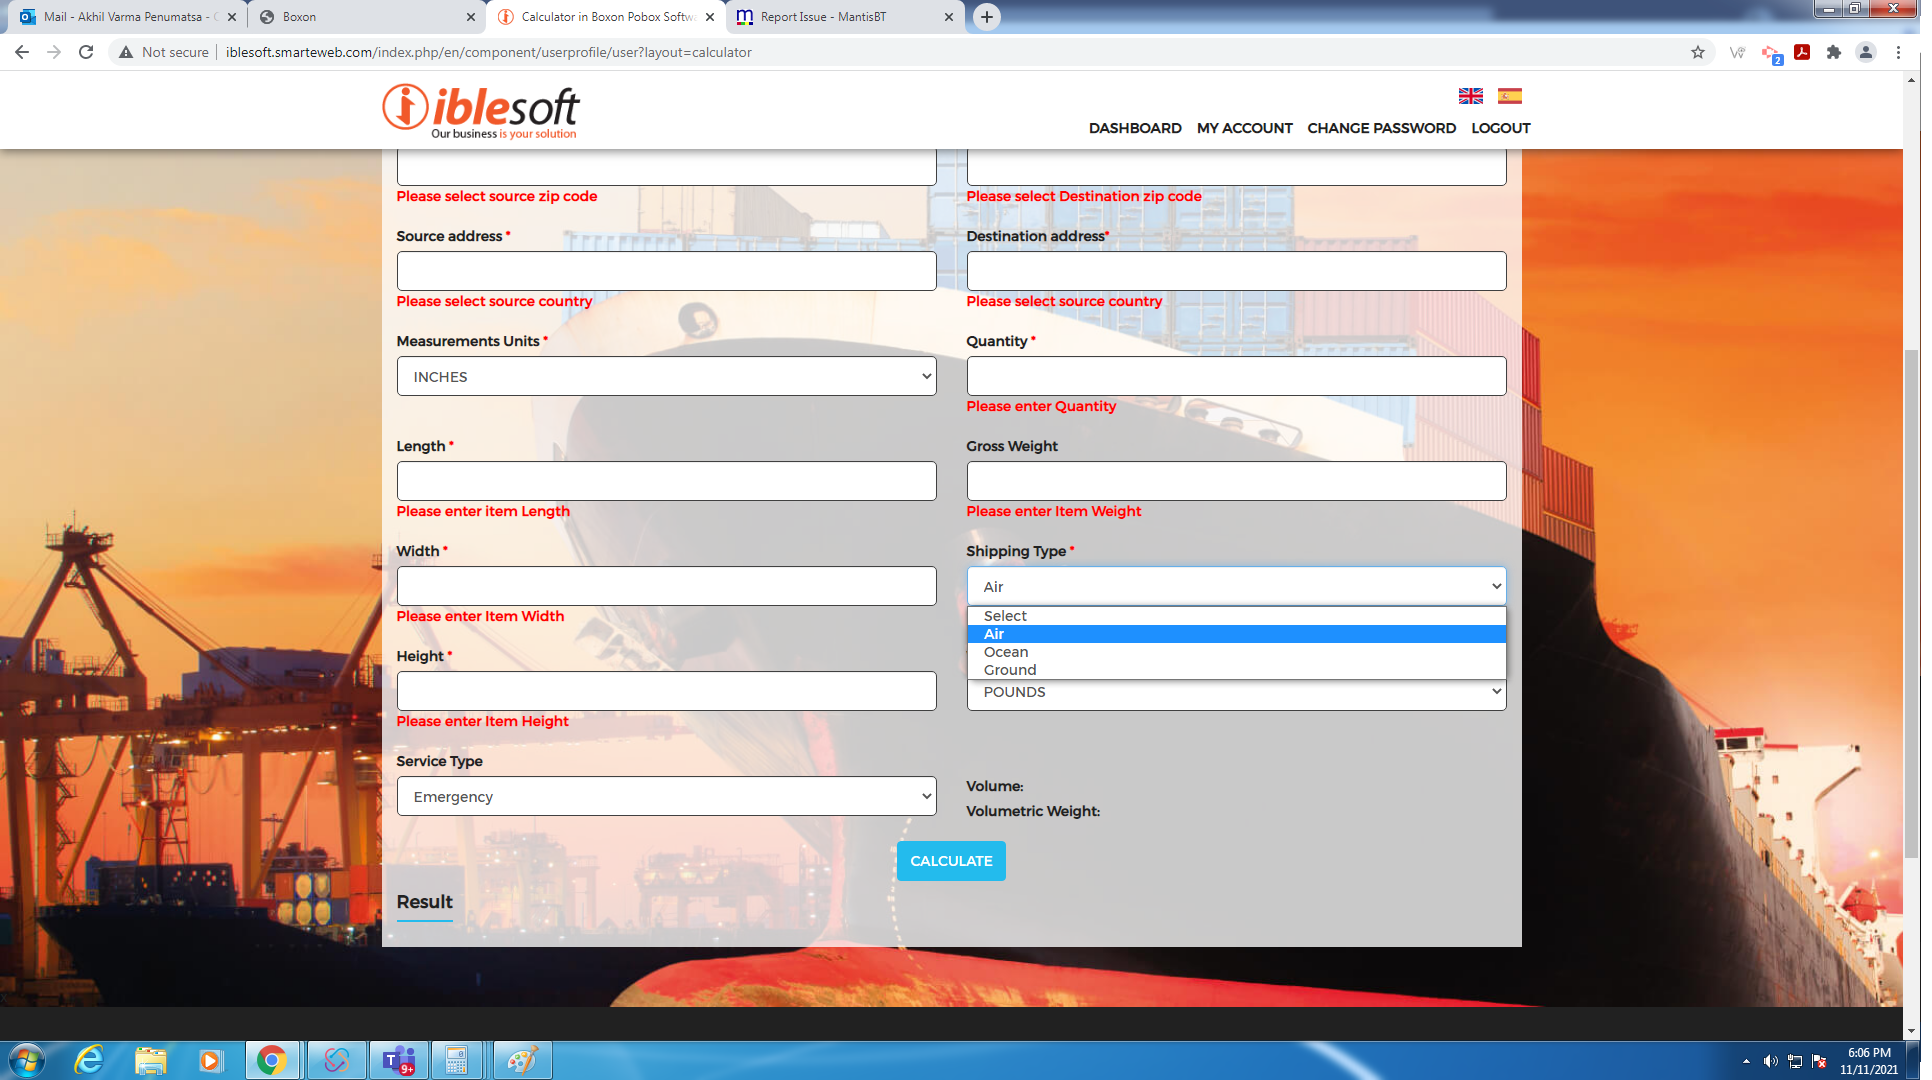 Mail - Akhil Varma Penumatsa -
Boxon
Calculator in Boxon Pobox Softw
Report Issue - MantisBT
Not secure
iblesoft.smarteweb.com/index.php/en/component/userprofile/user?layout=calculator
2
iblesoft
Our business is your solution
DASHBOARD MY ACCOUNT CHANGE PASSWORD LOGOUT
Please select source zip code
Please select Destination zip code
Source address *
Destination address*
Please select source country
Please select source country
Measurements Units *
Quantity *
INCHES
Please enter Quantity
Length *
Gross Weight
Please enter item Length
Please enter Item Weight
Width *
Shipping Type *
Air
Please enter Item Width
Select
Air
Ocean
Ground
Height *
POUNDS
Please enter Item Height
Service Type
Emergency
Volume:
Volumetric Weight:
CALCULATE
Result
9+
6:06 PM
11/11/2021